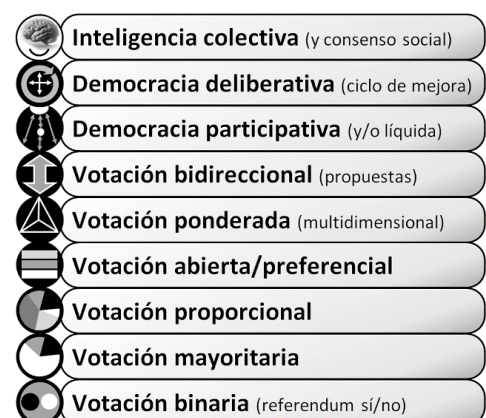 Inteligencia colectiva (y consenso social)
Democracia deliberativa (ciclo de mejora)
Democracia participativa (y/o líquida)
Votación bidireccional (propuestas)
Votación ponderada (multidimensional)
Votación abierta/preferencial
Votación proporcional
Votación mayoritaria
Votación binaria (referendum sí/no)